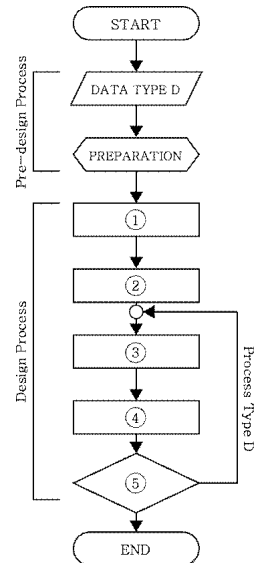 START
DATA TYPE D
PREPARATION
Pre-design Process
①
②
③
④
⑤
Design Process
Process Type D
END